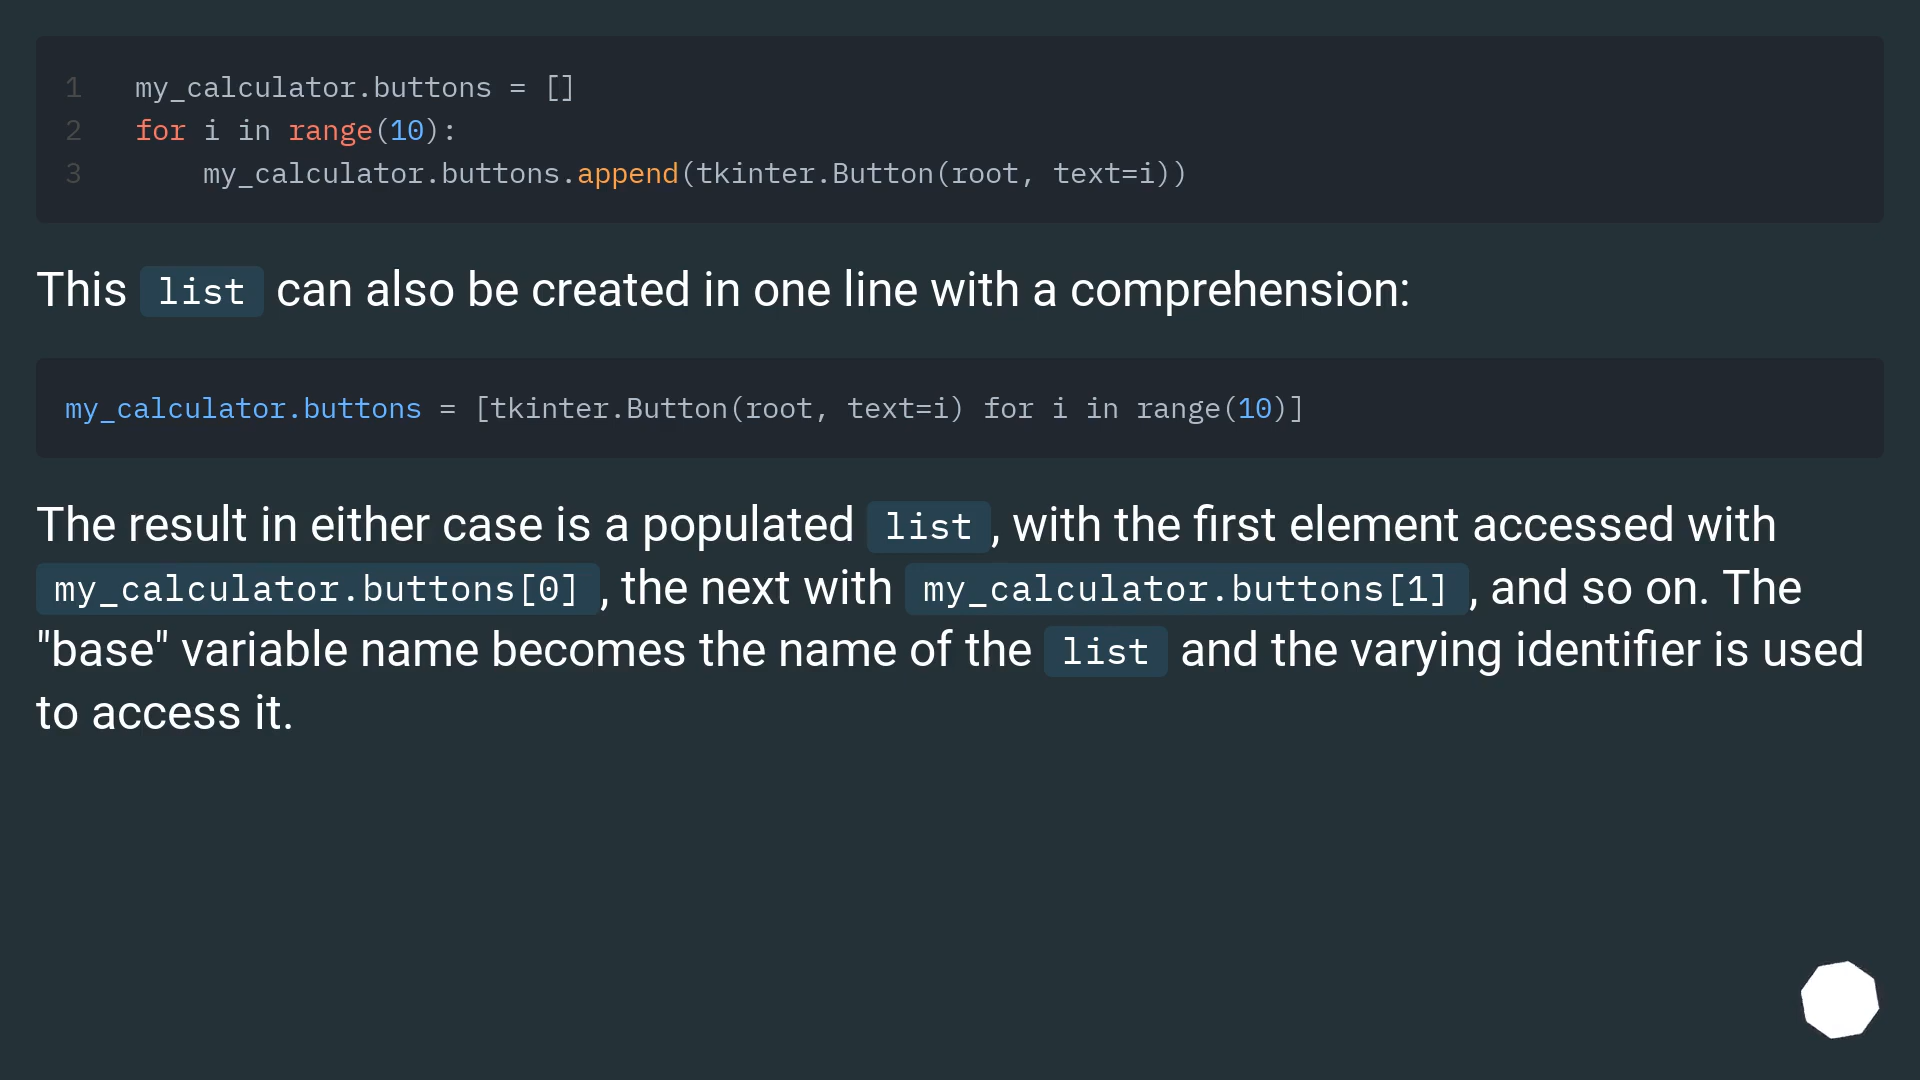 1 my_calculator.buttons = []
2 for i in range(10):
3 my_calculator.buttons.append(tkinter.Button(root, text=i))
This list can also be created in one line with a comprehension:
my_calculator.buttons = [tkinter.Button(root, text=i) for i in range(10)]
The result in either case is a populated list, with the first element accessed with
my_calculator.buttons[0], the next with my_calculator.buttons[1], and so on. The
"base" variable name becomes the name of the list and the varying identifier is used
to access it.